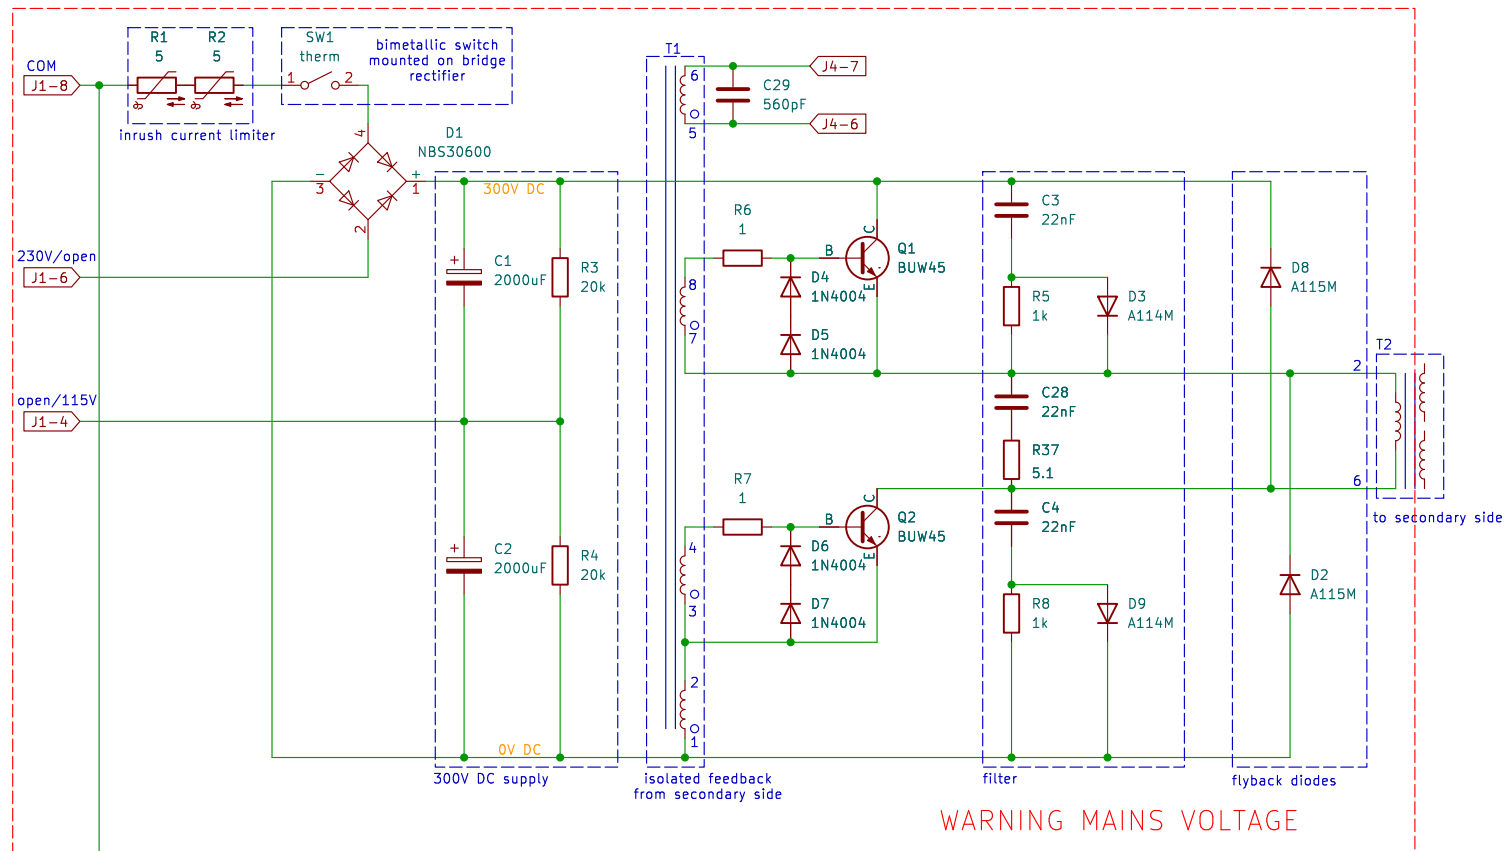 R1
5
R2
5
SW1
therm
bimetallic switch
mounted on bridge
rectifier
COM
J1-8
1
2
inrush current limiter
T1
6
5
J4-7
C29
560pF
J4-6
D1
NBS30600
4
-
3
+
1
2
300V DC
230V/open
J1-6
C1
2000uF
+
R3
20k
R6
1
8
7
D4
1N4004
D5
1N4004
B
C
E
Q1
BUW45
C3
22nF
R5
1k
D3
A114M
D8
A115M
T2
2
6
to secondary side
open/115V
J1-4
C28
22nF
R37
5.1
C4
22nF
R7
1
B
C
E
Q2
BUW45
4
3
D6
1N4004
D7
1N4004
+
C2
2000uF
R4
20k
R8
1k
D9
A114M
D2
A115M
2
1
0V DC
300V DC supply
isolated feedback
from secondary side
filter
flyback diodes
WARNING MAINS VOLTAGE